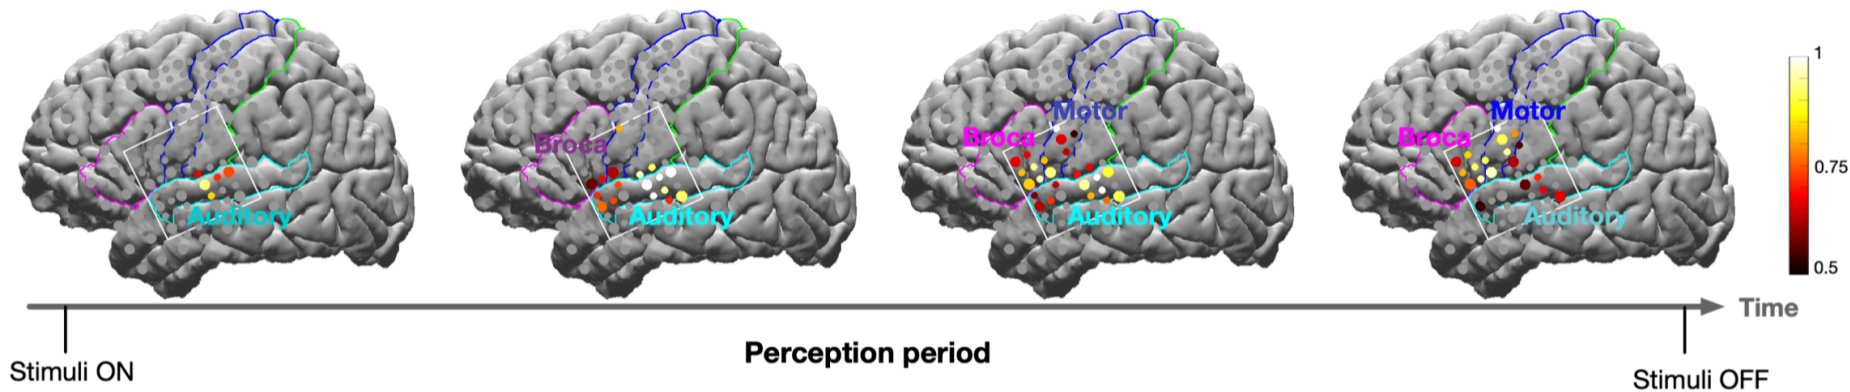 Auditory
Broca
Auditory
Broca
Motor
Auditory
Broca
Motor
Auditory
1
0.75
0.5
Time
Stimuli ON
Perception period
Stimuli OFF